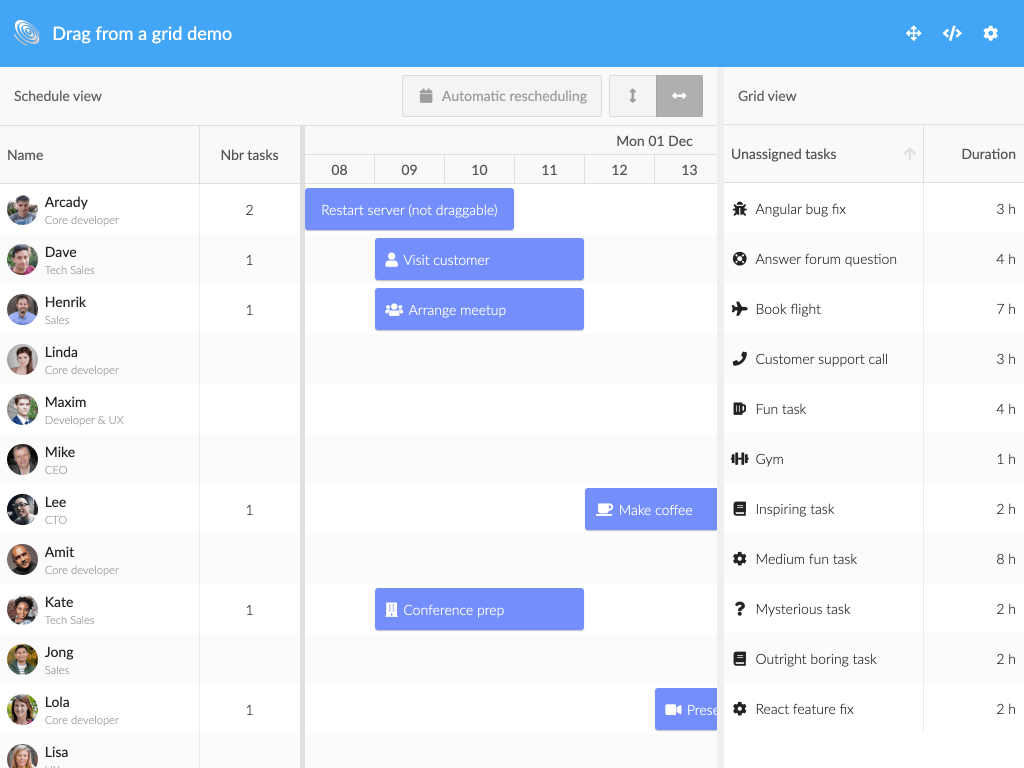 Drag from a grid demo
Schedule view
Automatic rescheduling
Grid view
Name
Nbr tasks
Mon 01 Dec
08 09 10 11 12 13
Unassigned tasks
Duration
Arcady
Core developer
2
Restart server (not draggable)
Dave
Tech Sales
1
Visit customer
Henrik
Sales
1
Arrange meetup
Linda
Core developer
Maxim
Developer & UX
Mike
CEO
Lee
CTO
1
Make coffee
Amit
Core developer
Kate
Tech Sales
1
Conference prep
Jong
Sales
Lola
Core developer
1
Prese
Lisa
Angular bug fix 3 h
Answer forum question 4 h
Book flight 7 h
Customer support call 3 h
Fun task 4 h
Gym 1 h
Inspiring task 2 h
Medium fun task 8 h
Mysterious task 2 h
Outright boring task 2 h
React feature fix 2 h